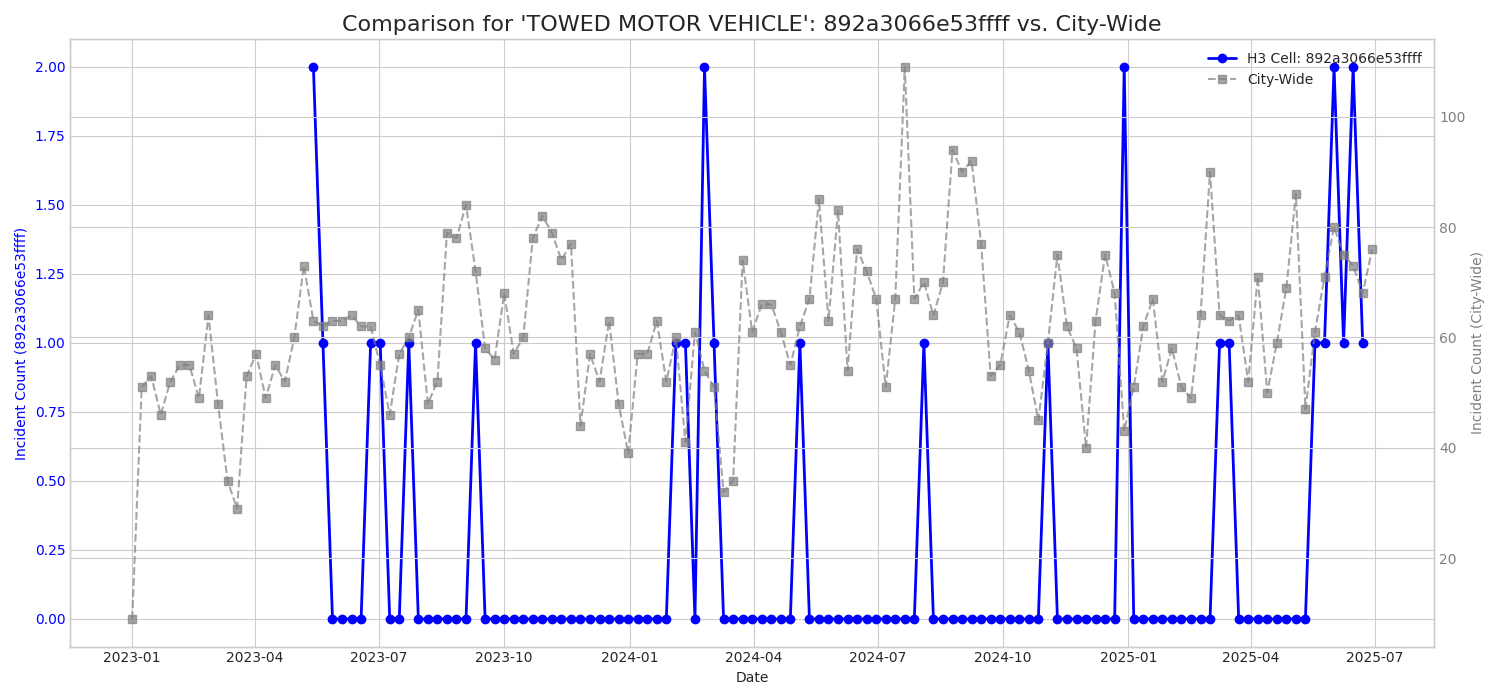 Comparison for 'TOWED MOTOR VEHICLE': 892a3066e53ffff vs. City-Wide
H3 Cell: 892a3066e53ffff
City-Wide
Incident Count (892a3066e53ffff)
2.00
1.75
1.50
1.25
1.00
0.75
0.50
0.25
0.00
100
80
60
40
20
Incident Count (City-Wide)
2023-01 2023-04 2023-07 2023-10 2024-01 2024-04 2024-07 2024-10 2025-01 2025-04 2025-07
Date